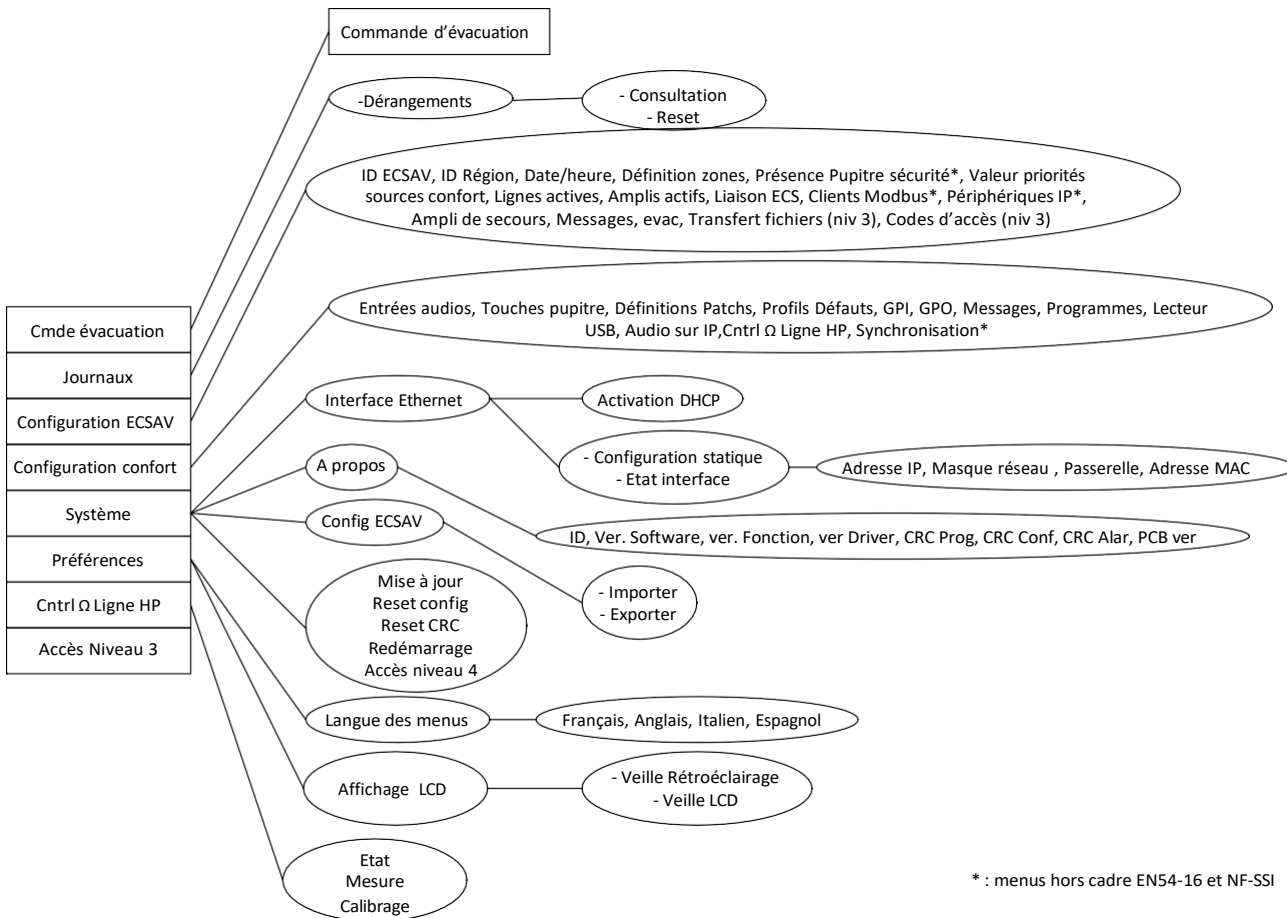 Commande d'évacuation
-Dérangements
- Consultation
- Reset
ID ECSAV, ID Région, Date/heure, Définition zones, Présence Pupitre sécurité*, Valeur priorités
sources confort, Lignes actives, Amplis actifs, Liaison ECS, Clients Modbus*, Périphériques IP*,
Ampli de secours, Messages, evac, Transfert fichiers (niv 3), Codes d'accès (niv 3)
Entrées audios, Touches pupitre, Définitions Patchs, Profils Défauts, GPI, GPO, Messages, Programmes, Lecteur
USB, Audio sur IP,Cntrl Ω Ligne HP, Synchronisation*
Cmde évacuation
Journaux
Configuration ECSAV
Configuration confort
Système
Préférences
Cntrl Ω Ligne HP
Accès Niveau 3
Interface Ethernet
Activation DHCP
- Configuration statique
- Etat interface
Adresse IP, Masque réseau , Passerelle, Adresse MAC
A propos
Config ECSAV
ID, Ver. Software, ver. Fonction, ver Driver, CRC Prog, CRC Conf, CRC Alar, PCB ver
- Importer
- Exporter
Mise à jour
Reset config
Reset CRC
Redémarrage
Accès niveau 4
Langue des menus
Français, Anglais, Italien, Espagnol
Affichage LCD
- Veille Rétroéclairage
- Veille LCD
Etat
Mesure
Calibrage
* : menus hors cadre EN54-16 et NF-SSI